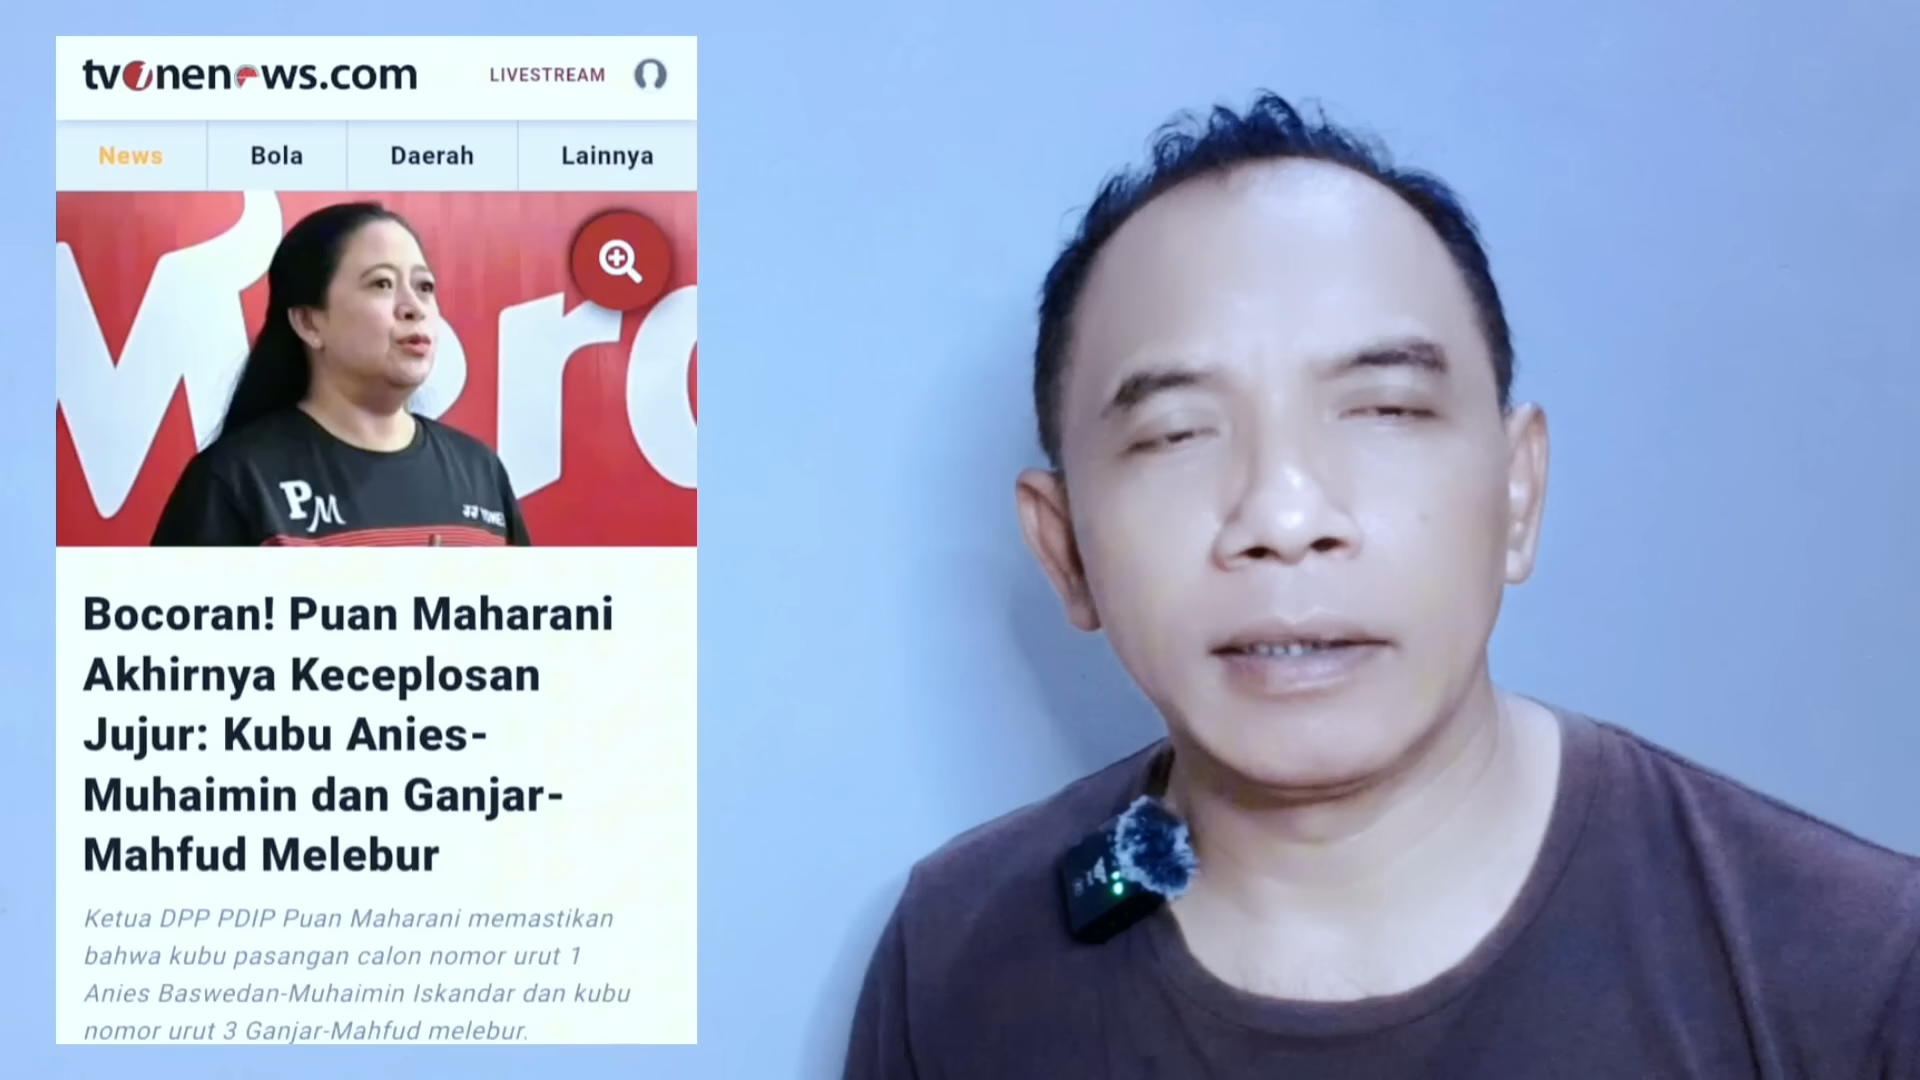 tvOnenews.com
LIVESTREAM
News
Bola
Daerah
Lainnya
Mera
PM
YONEX
Bocoran! Puan Maharani
Akhirnya Keceplosan
Jujur: Kubu Anies-
Muhaimin dan Ganjar-
Mahfud Melebur
Ketua DPP PDIP Puan Maharani memastikan
bahwa kubu pasangan calon nomor urut 1
Anies Baswedan-Muhaimin Iskandar dan kubu
nomor urut 3 Ganjar-Mahfud melebur.